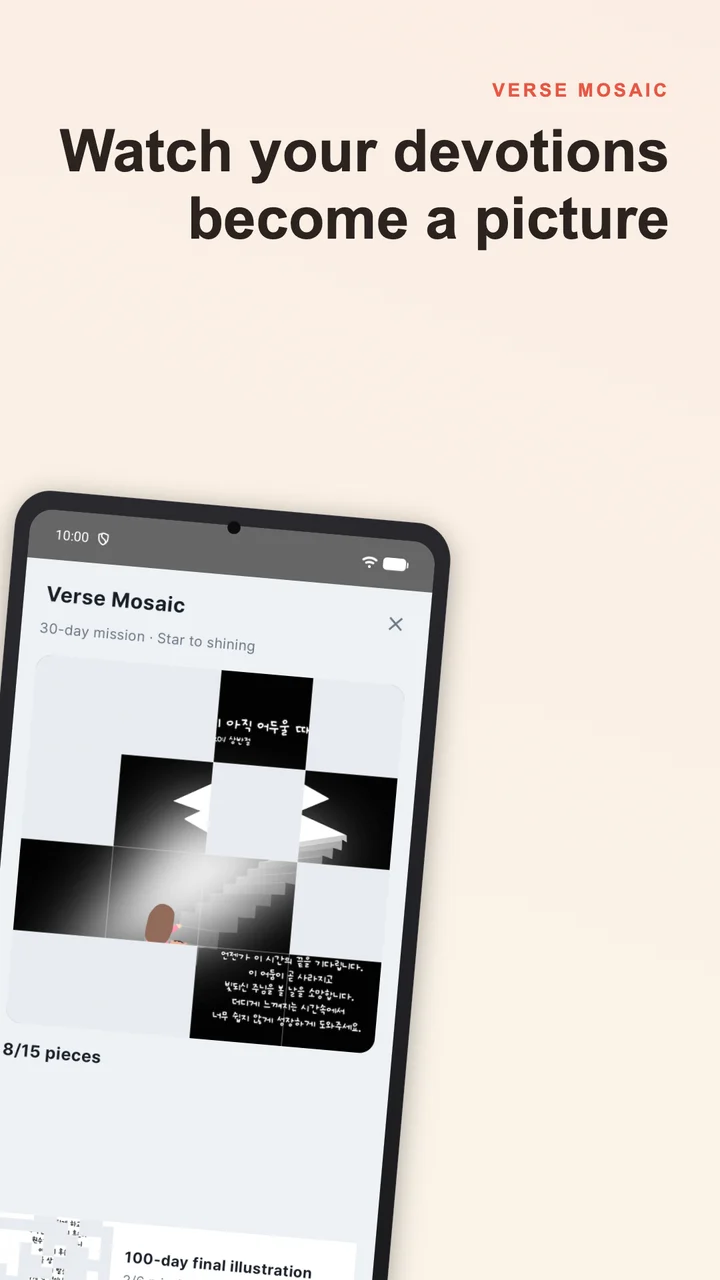 VERSE MOSAIC
Watch your devotions
become a picture
10:00
Verse Mosaic
30-day mission · Star to shining
아직 어두울
상반절
언젠가 이 시간의 끝을 기다립니다.
이 어둠이 곧 사라지고
빛되신 주님을 볼 날을 소망합니다.
더디게 느껴지는 시간속에서
너무 쉽지 않게 성장하게 도와주세요.
8/15 pieces
100-day final illustration